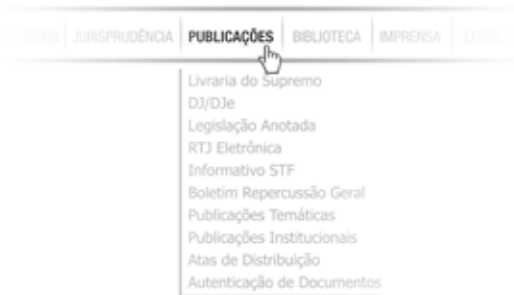 JURISPRUDÊNCIA PUBLICAÇÕES BIBLIOTECA IMPRENSA
Livraria do Supremo
DJ/DJe
Legislação Anotada
RTJ Eletrônica
Informativo STF
Boletim Repercussão Geral
Publicações Temáticas
Publicações Institucionais
Atas de Distribuição
Autenticação de Documentos